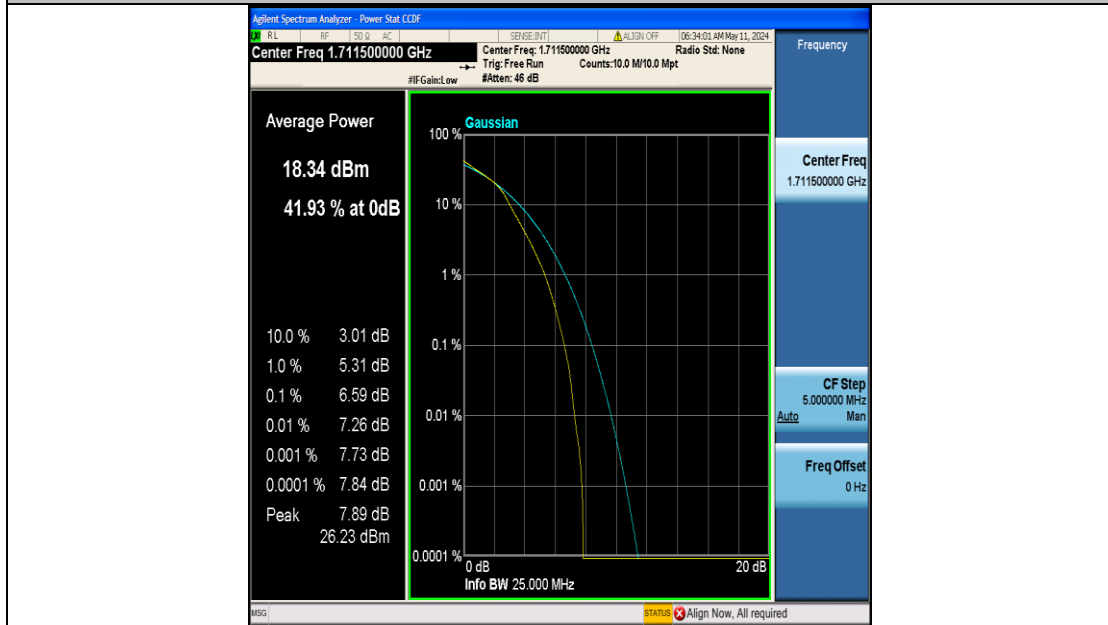 Agilent Spectrum Analyzer - Power Stat CCDF
RL RF 50 Ω AC SENSE:INT ALIGN OFF 06:34:01 AM May 11, 2024
Center Freq 1.711500000 GHz
Center Freq: 1.711500000 GHz Radio Std: None
Trig: Free Run Counts:10.0 M/10.0 Mpt
#IFGain:Low #Atten: 46 dB
Average Power
18.34 dBm
41.93 % at 0dB
10.0 % 3.01 dB
1.0 % 5.31 dB
0.1 % 6.59 dB
0.01 % 7.26 dB
0.001 % 7.73 dB
0.0001 % 7.84 dB
Peak 7.89 dB
26.23 dBm
Gaussian
100 %
10 %
1 %
0.1 %
0.01 %
0.001 %
0.0001 %
0 dB 20 dB
Info BW 25.000 MHz
Frequency
Center Freq
1.711500000 GHz
CF Step
5.000000 MHz
Auto Man
Freq Offset
0 Hz
MSG STATUS Align Now, All required